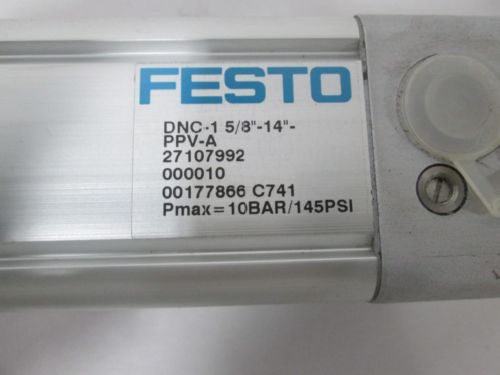 FESTO
DNC-1 5/8"-14"-
PPV-A
27107992
000010
00177866 C741
Pmax=10BAR/145PSI